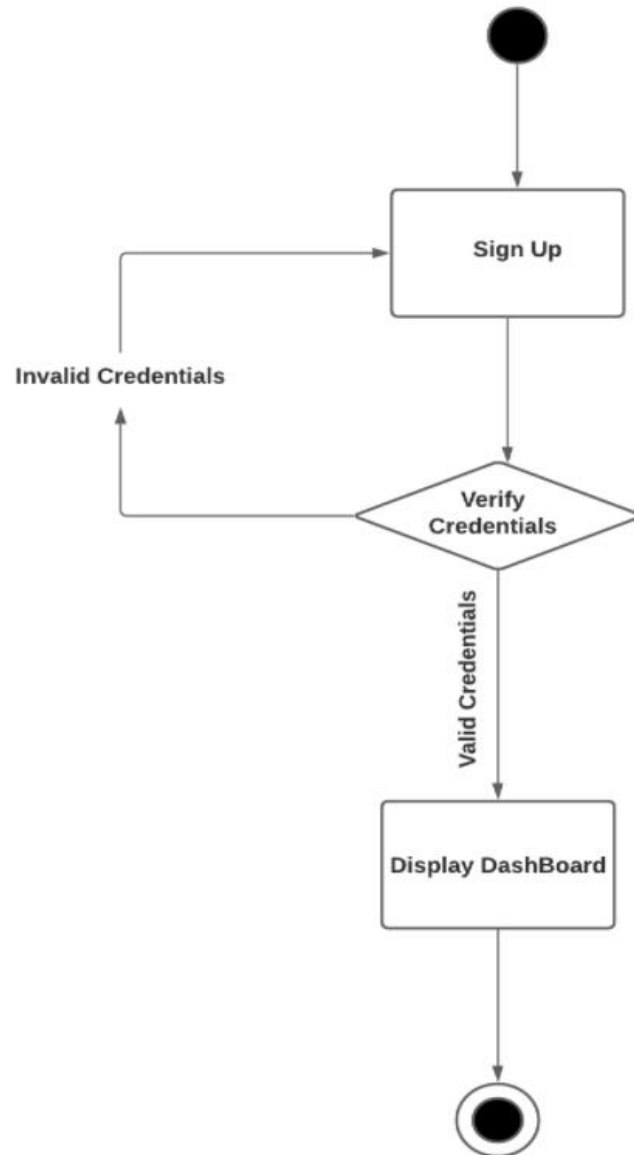 Sign Up
Invalid Credentials
Verify
Credentials
Valid Credentials
Display DashBoard